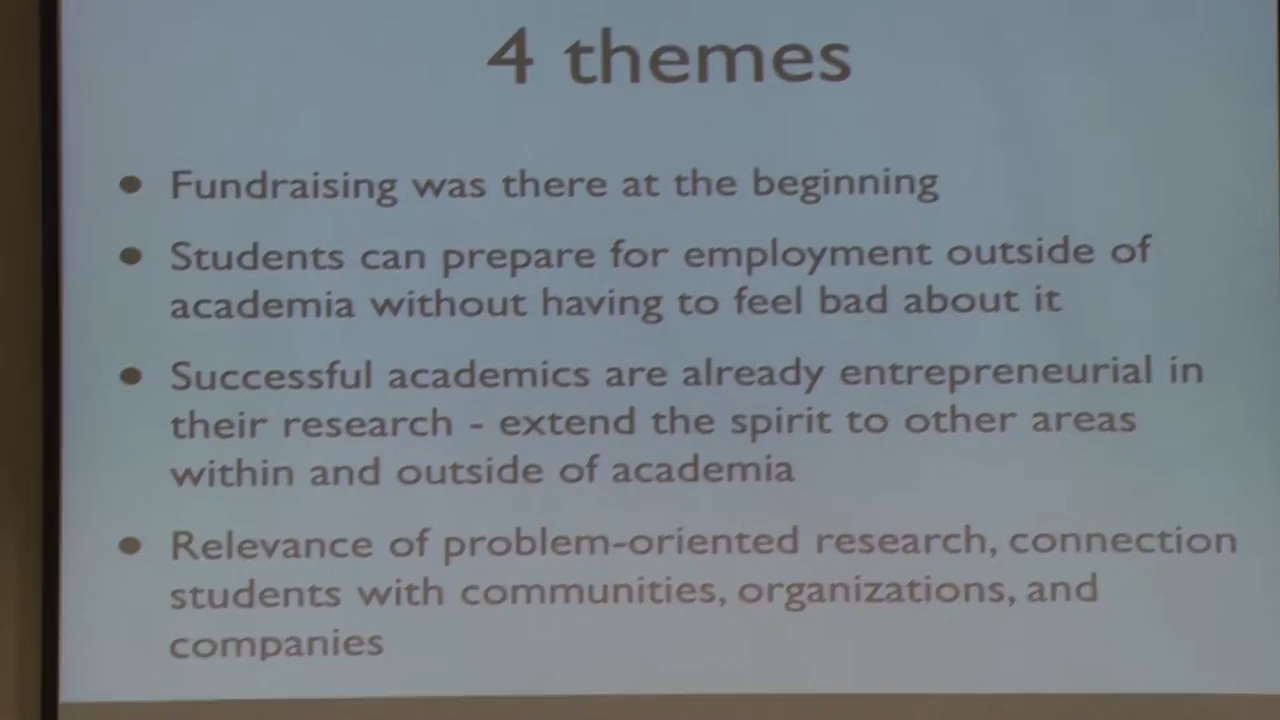 4 themes
• Fundraising was there at the beginning
• Students can prepare for employment outside of
academia without having to feel bad about it
• Successful academics are already entrepreneurial in
their research - extend the spirit to other areas
within and outside of academia
• Relevance of problem-oriented research, connection
students with communities, organizations, and
companies